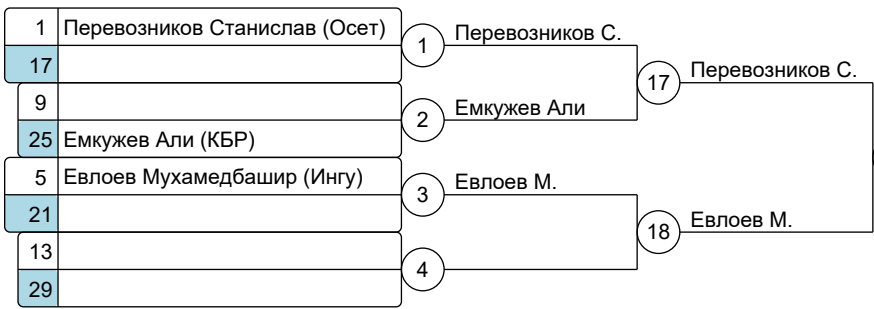 1 Перевозников Станислав (Осет)
17
9
25 Емкужев Али (КБР)
5 Евлоев Мухамедбашир (Ингу)
21
13
29
1 Перевозников С.
2 Емкужев Али
3 Евлоев М.
4
17 Перевозников С.
18 Евлоев М.